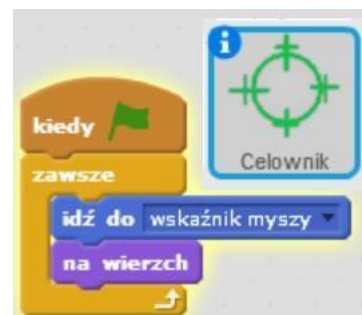 kiedy
zawsze
idź do wskaźnik myszy
na wierzch
i
Celownik